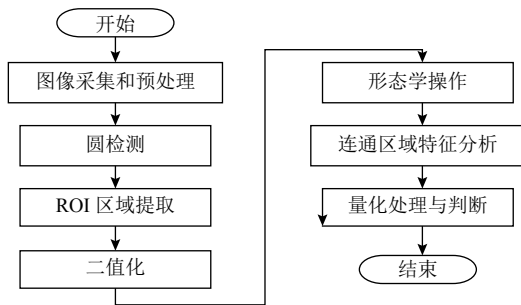 开始
图像采集和预处理
圆检测
ROI 区域提取
二值化
形态学操作
连通区域特征分析
量化处理与判断
结束